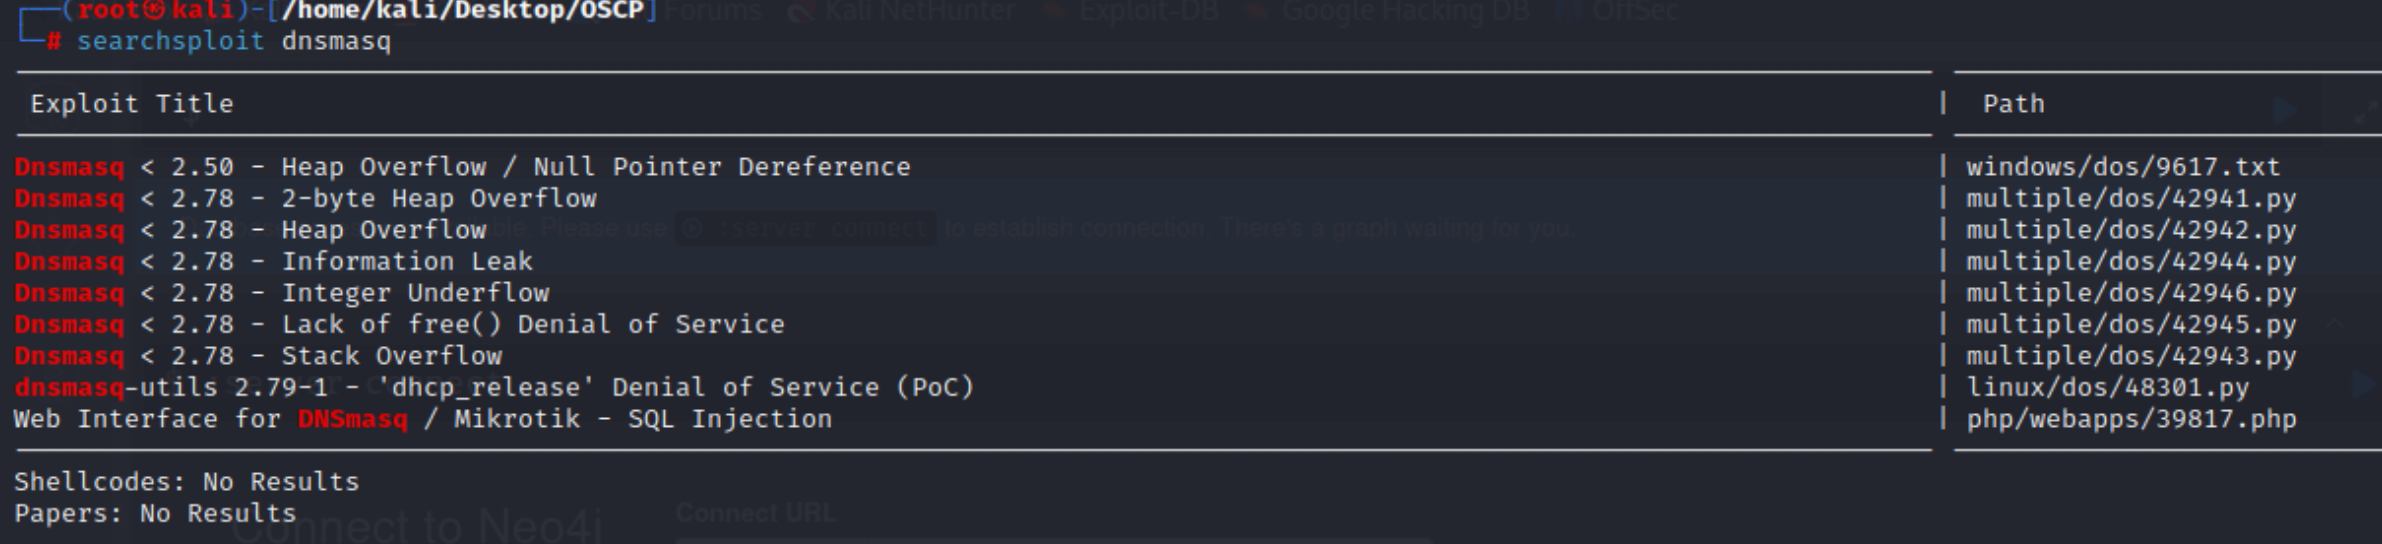 (root㉿kali)-[/home/kali/Desktop/OSCP] Forums Kali NetHunter Exploit-DB Google Hacking DB OffSec
# searchsploit dnsmasq
Exploit Title | Path
Dnsmasq < 2.50 - Heap Overflow / Null Pointer Dereference | windows/dos/9617.txt
Dnsmasq < 2.78 - 2-byte Heap Overflow | multiple/dos/42941.py
Dnsmasq < 2.78 - Heap Overflow | multiple/dos/42942.py
Please use :server connect to establish connection. There's a graph waiting for you.
Dnsmasq < 2.78 - Information Leak | multiple/dos/42944.py
Dnsmasq < 2.78 - Integer Underflow | multiple/dos/42946.py
Dnsmasq < 2.78 - Lack of free() Denial of Service | multiple/dos/42945.py
Dnsmasq < 2.78 - Stack Overflow | multiple/dos/42943.py
dnsmasq-utils 2.79-1 - 'dhcp_release' Denial of Service (PoC) | linux/dos/48301.py
Web Interface for DNSmasq / Mikrotik - SQL Injection | php/webapps/39817.php
Shellcodes: No Results
Papers: No Results
Connect to Neo4j
Connect URL